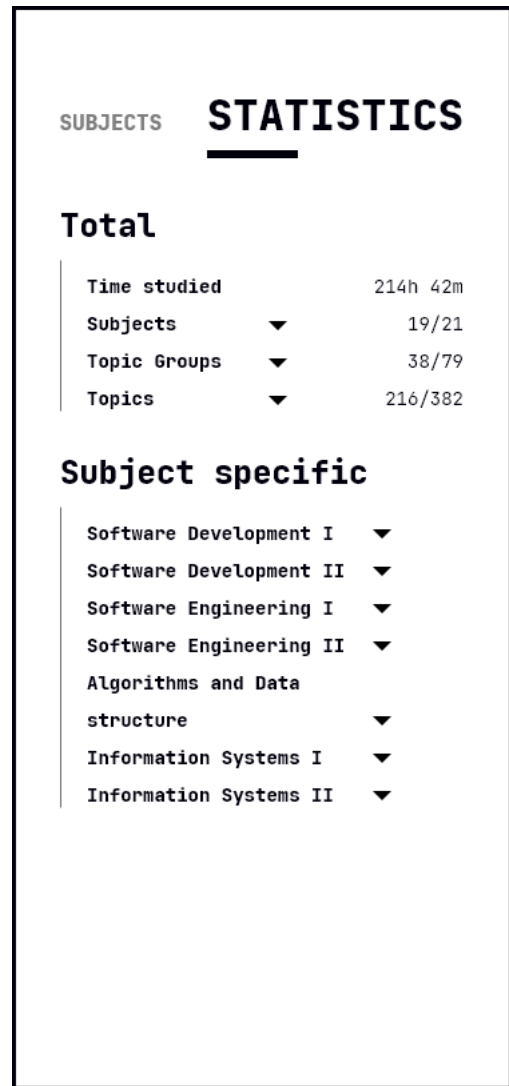 SUBJECTS STATISTICS
Total
Time studied 214h 42m
Subjects 19/21
Topic Groups 38/79
Topics 216/382
Subject specific
Software Development I
Software Development II
Software Engineering I
Software Engineering II
Algorithms and Data
structure
Information Systems I
Information Systems II